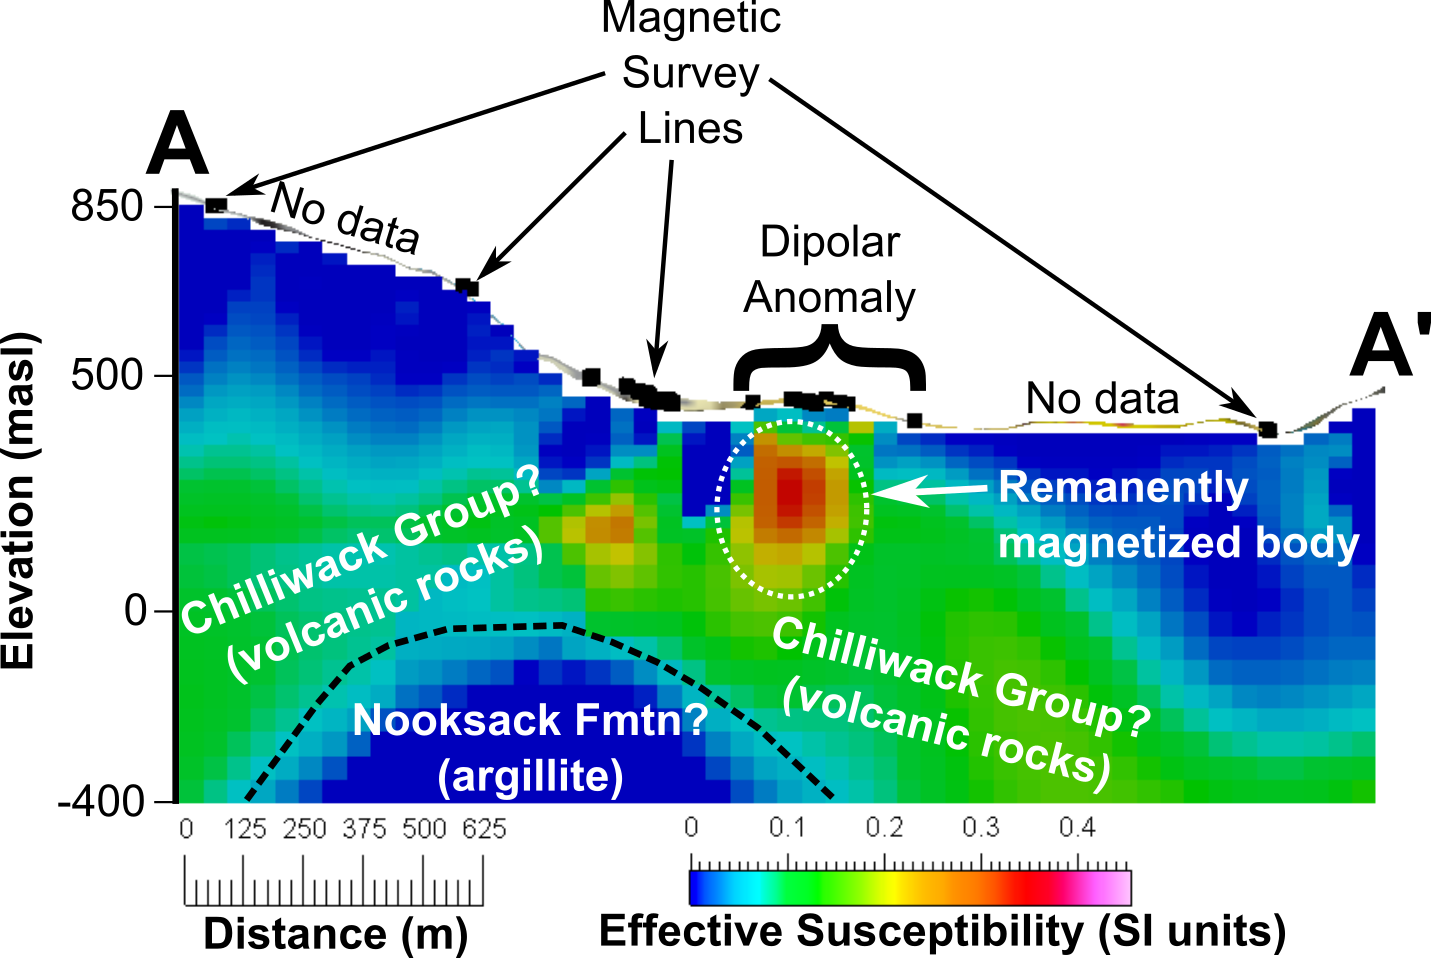 Magnetic
Survey
Lines
A
850
No data
Dipolar
Anomaly
A'
500
No data
Remanently
magnetized body
Elevation (masl)
Chilliwack Group?
(volcanic rocks)
0
Chilliwack Group?
(volcanic rocks)
Nooksack Fmtn?
(argillite)
-400
0 125 250 375 500 625
0 0.1 0.2 0.3 0.4
Distance (m)
Effective Susceptibility (SI units)